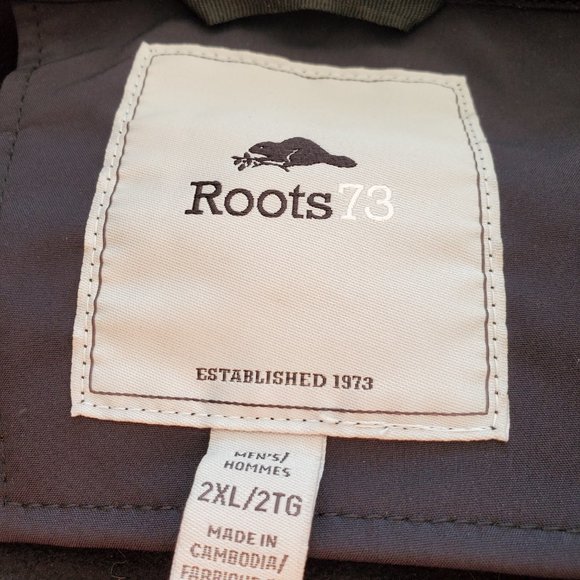 Roots73
ESTABLISHED 1973
MEN'S/
HOMMES
2XL/2TG
MADE IN
CAMBODIA/